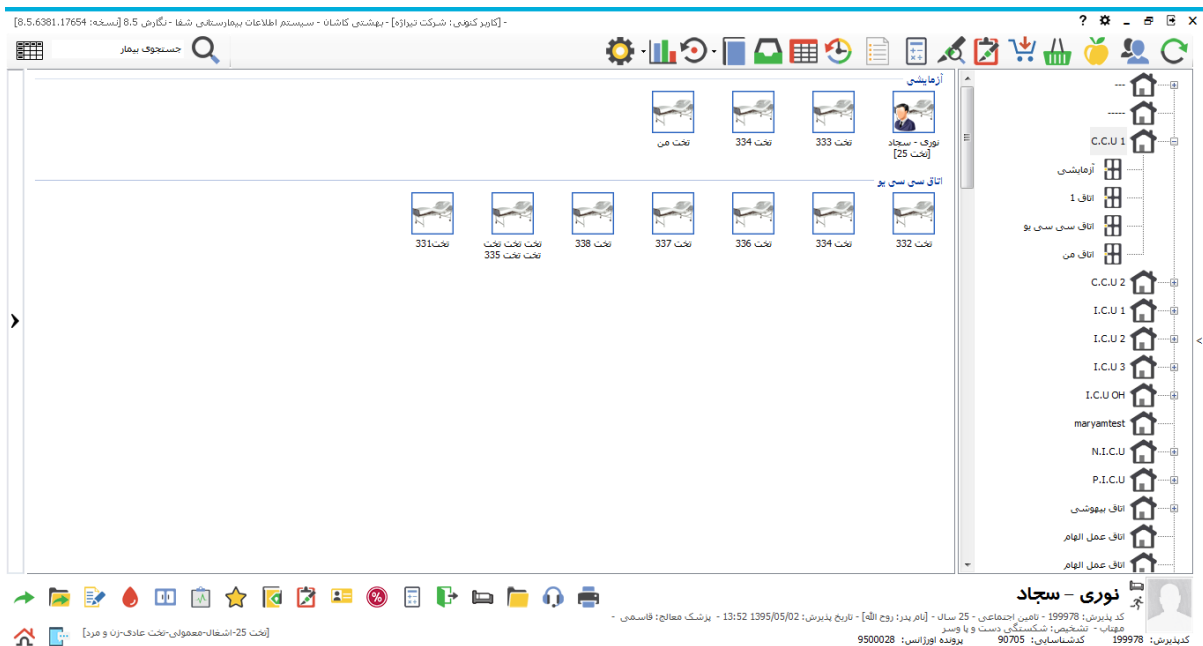 - [کاربر کنونی: شرکت تیراژه] - بهشتی کاشان - سیستم اطلاعات بیمارستانی شفا - نگارش 8.5 [نسخه: 8.5.6381.17654]
جستجوی بیمار
---
-----
C.C.U 1
آزمایشی
اتاق 1
اتاق سی سی یو
اتاق من
C.C.U 2
I.C.U 1
I.C.U 2
I.C.U 3
I.C.U OH
maryamtest
N.I.C.U
P.I.C.U
اتاق بیهوشی
اتاق عمل الهام
اتاق عمل الهام
آزمایشی
نوری - سجاد
[تخت 25]
تخت 333
تخت 334
تخت من
اتاق سی سی یو
تخت 332
تخت 334
تخت 336
تخت 337
تخت 338
تخت تخت تخت
تخت تخت 335
تخت331
نوری - سجاد
کد پذیرش: 199978 - تامین اجتماعی - 25 سال - [نام پدر: روح الله] - تاریخ پذیرش: 1395/05/02 13:52 - پزشک معالج: قاسمی -
مهتاب - تشخیص: شکستگی دست و پا وسر
کدپذیرش: 199978 کدشناسایی: 90705 پرونده اورژانس: 9500028
[تخت 25-اشغال-معمولی-تخت عادی-زن و مرد]